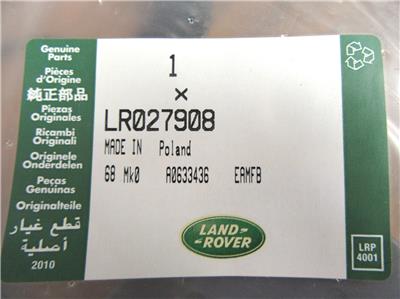 Genuine
Parts
Pièces
d'Origine
純正部品
Piezas
Originales
Ricambi
Originali
Originele
Onderdelen
Peças
Genuinas
Originalteile
قطع غيار
أصلية
2010
1
×
LR027908
MADE IN Poland
68 Mk0 A0633436 EAMFB
LAND-
ROVER
LRP
4001